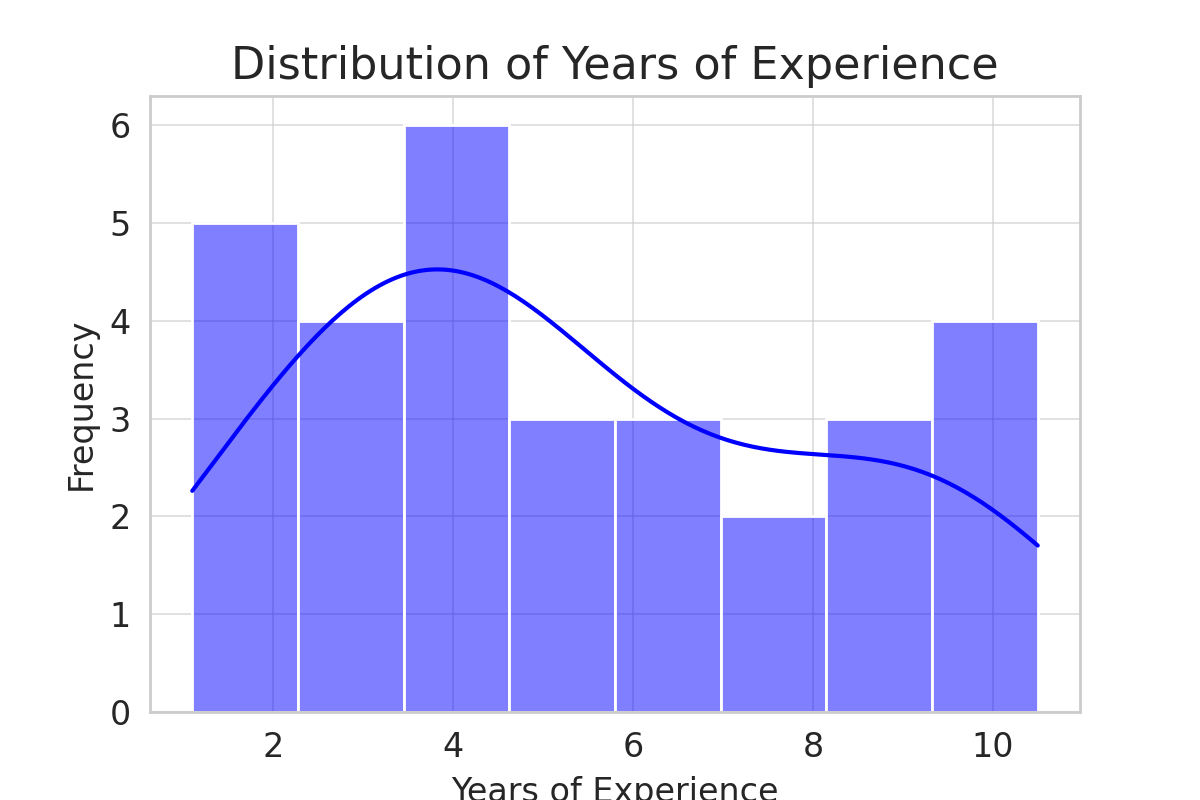 Distribution of Years of Experience
6
5
4
3
2
1
0
Frequency
2 4 6 8 10
Years of Experience